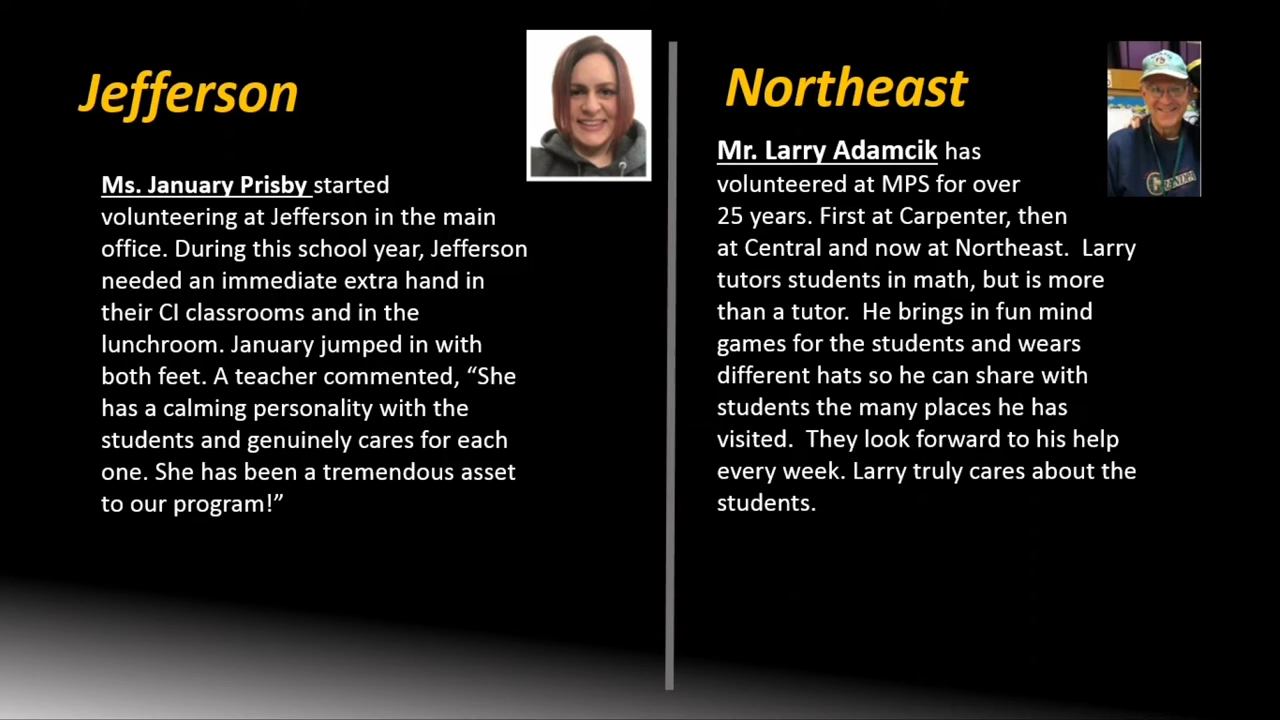 Jefferson
Ms. January Prisby started
volunteering at Jefferson in the main
office. During this school year, Jefferson
needed an immediate extra hand in
their CI classrooms and in the
lunchroom. January jumped in with
both feet. A teacher commented, “She
has a calming personality with the
students and genuinely cares for each
one. She has been a tremendous asset
to our program!”
Northeast
Mr. Larry Adamcik has
volunteered at MPS for over
25 years. First at Carpenter, then
at Central and now at Northeast.  Larry
tutors students in math, but is more
than a tutor.  He brings in fun mind
games for the students and wears
different hats so he can share with
students the many places he has
visited.  They look forward to his help
every week. Larry truly cares about the
students.
GRANDPA